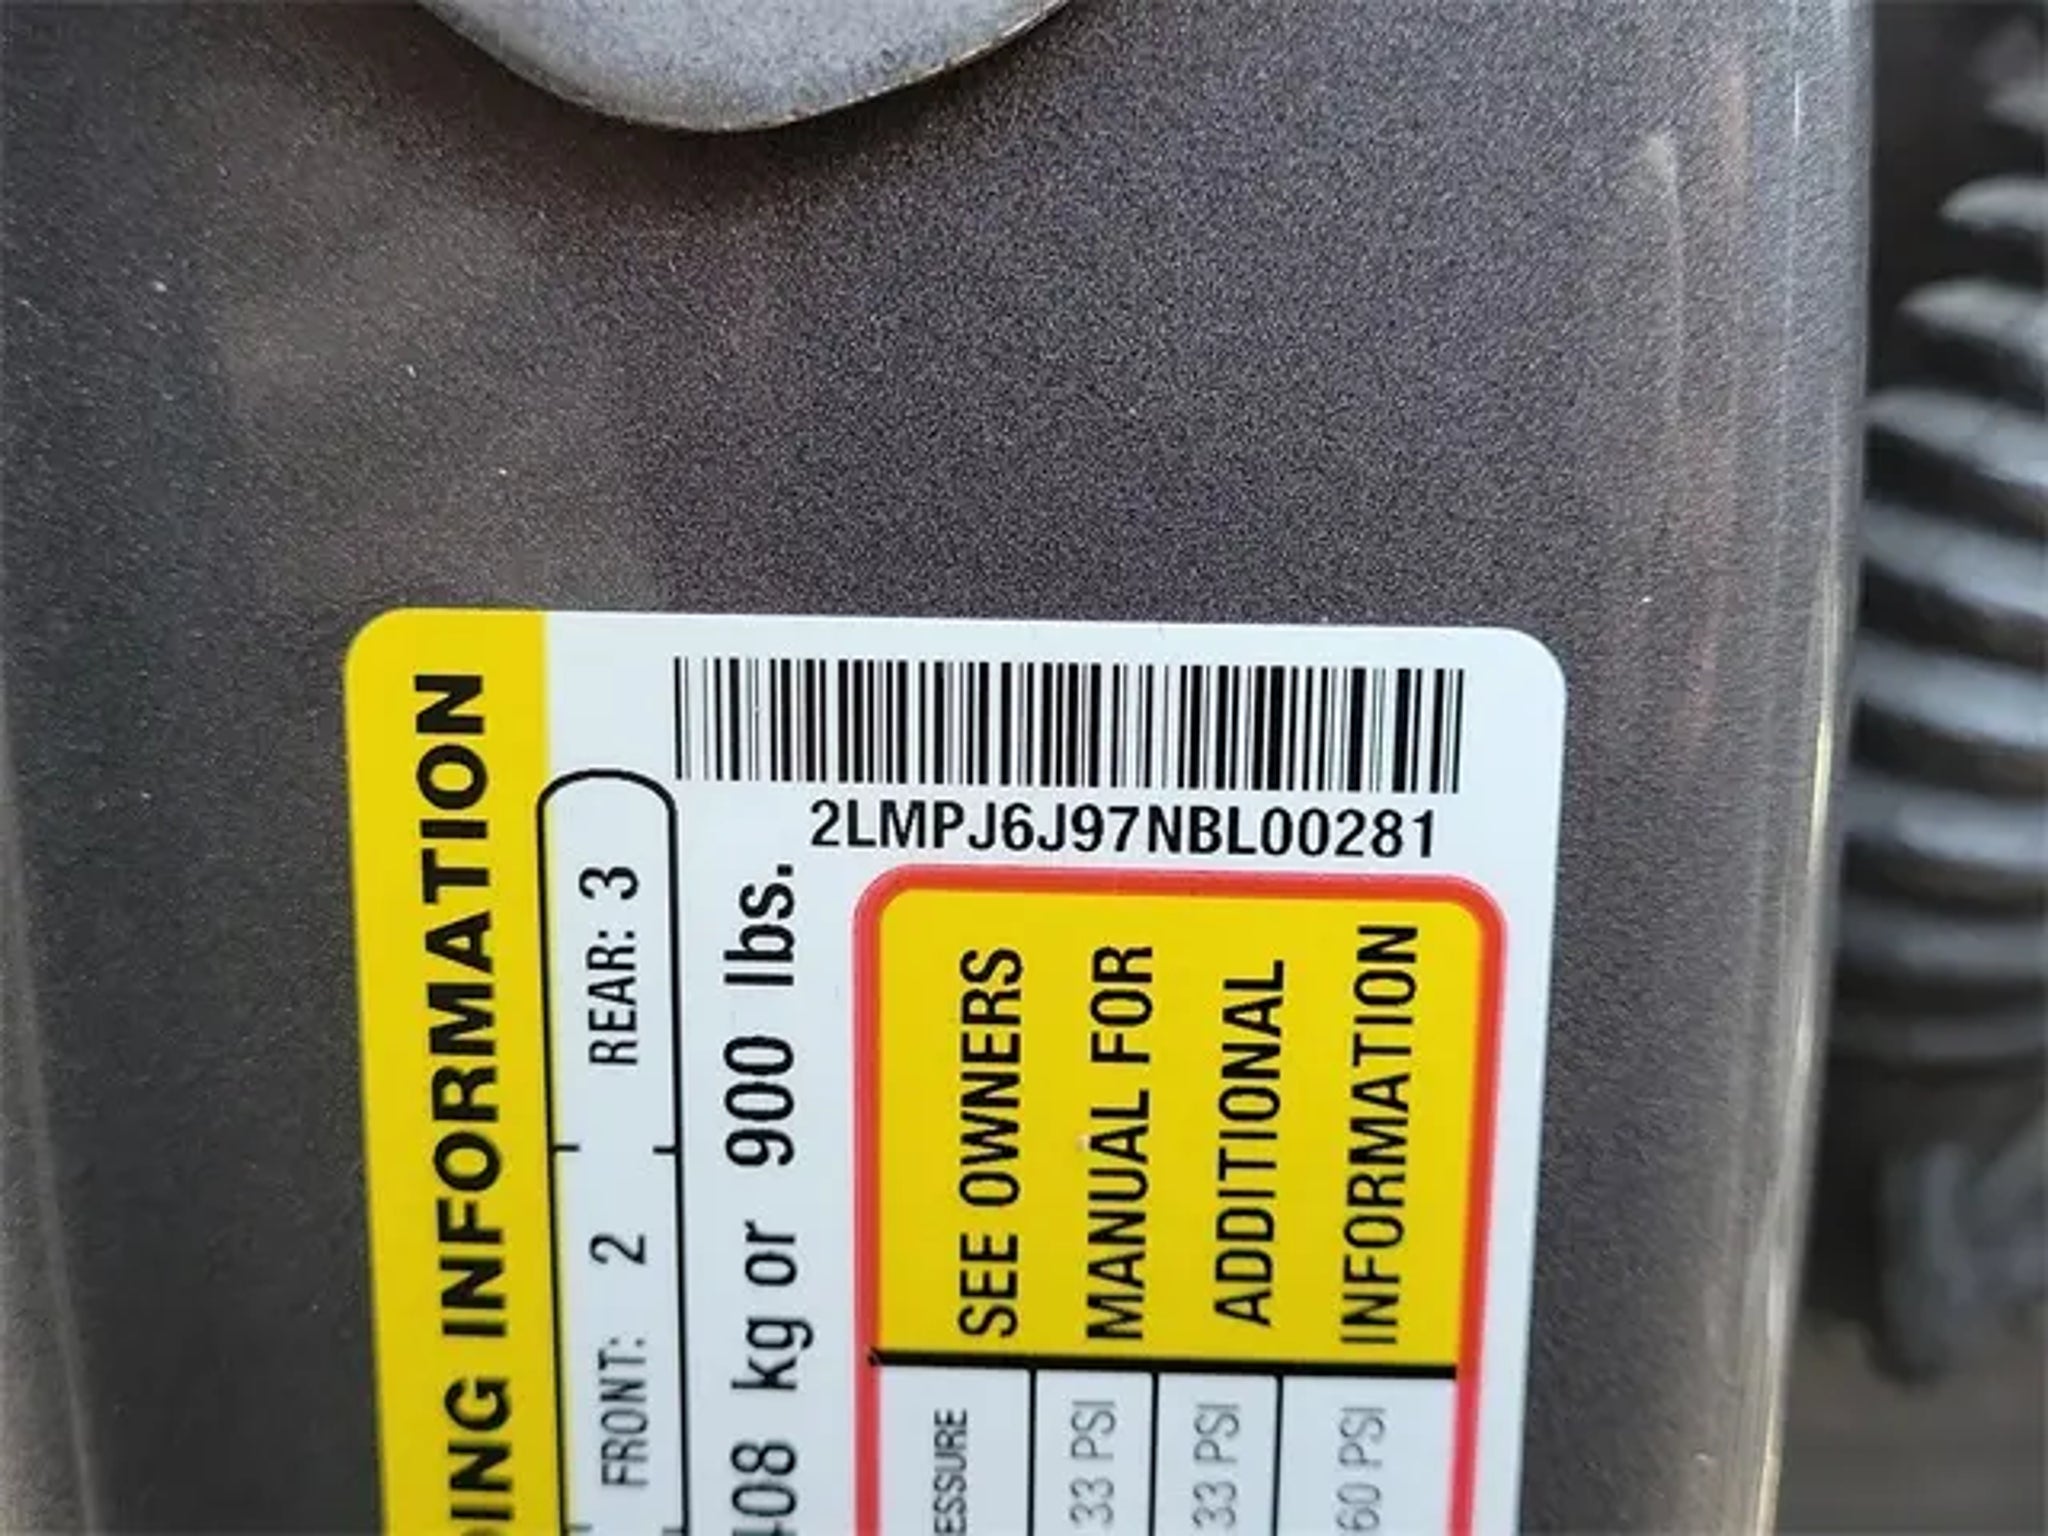 2LMPJ6J97NBL00281
DING INFORMATION
FRONT: 2 REAR: 3
408 kg or 900 lbs.
SEE OWNERS
MANUAL FOR
ADDITIONAL
INFORMATION
ESSURE
33 PSI
33 PSI
60 PSI